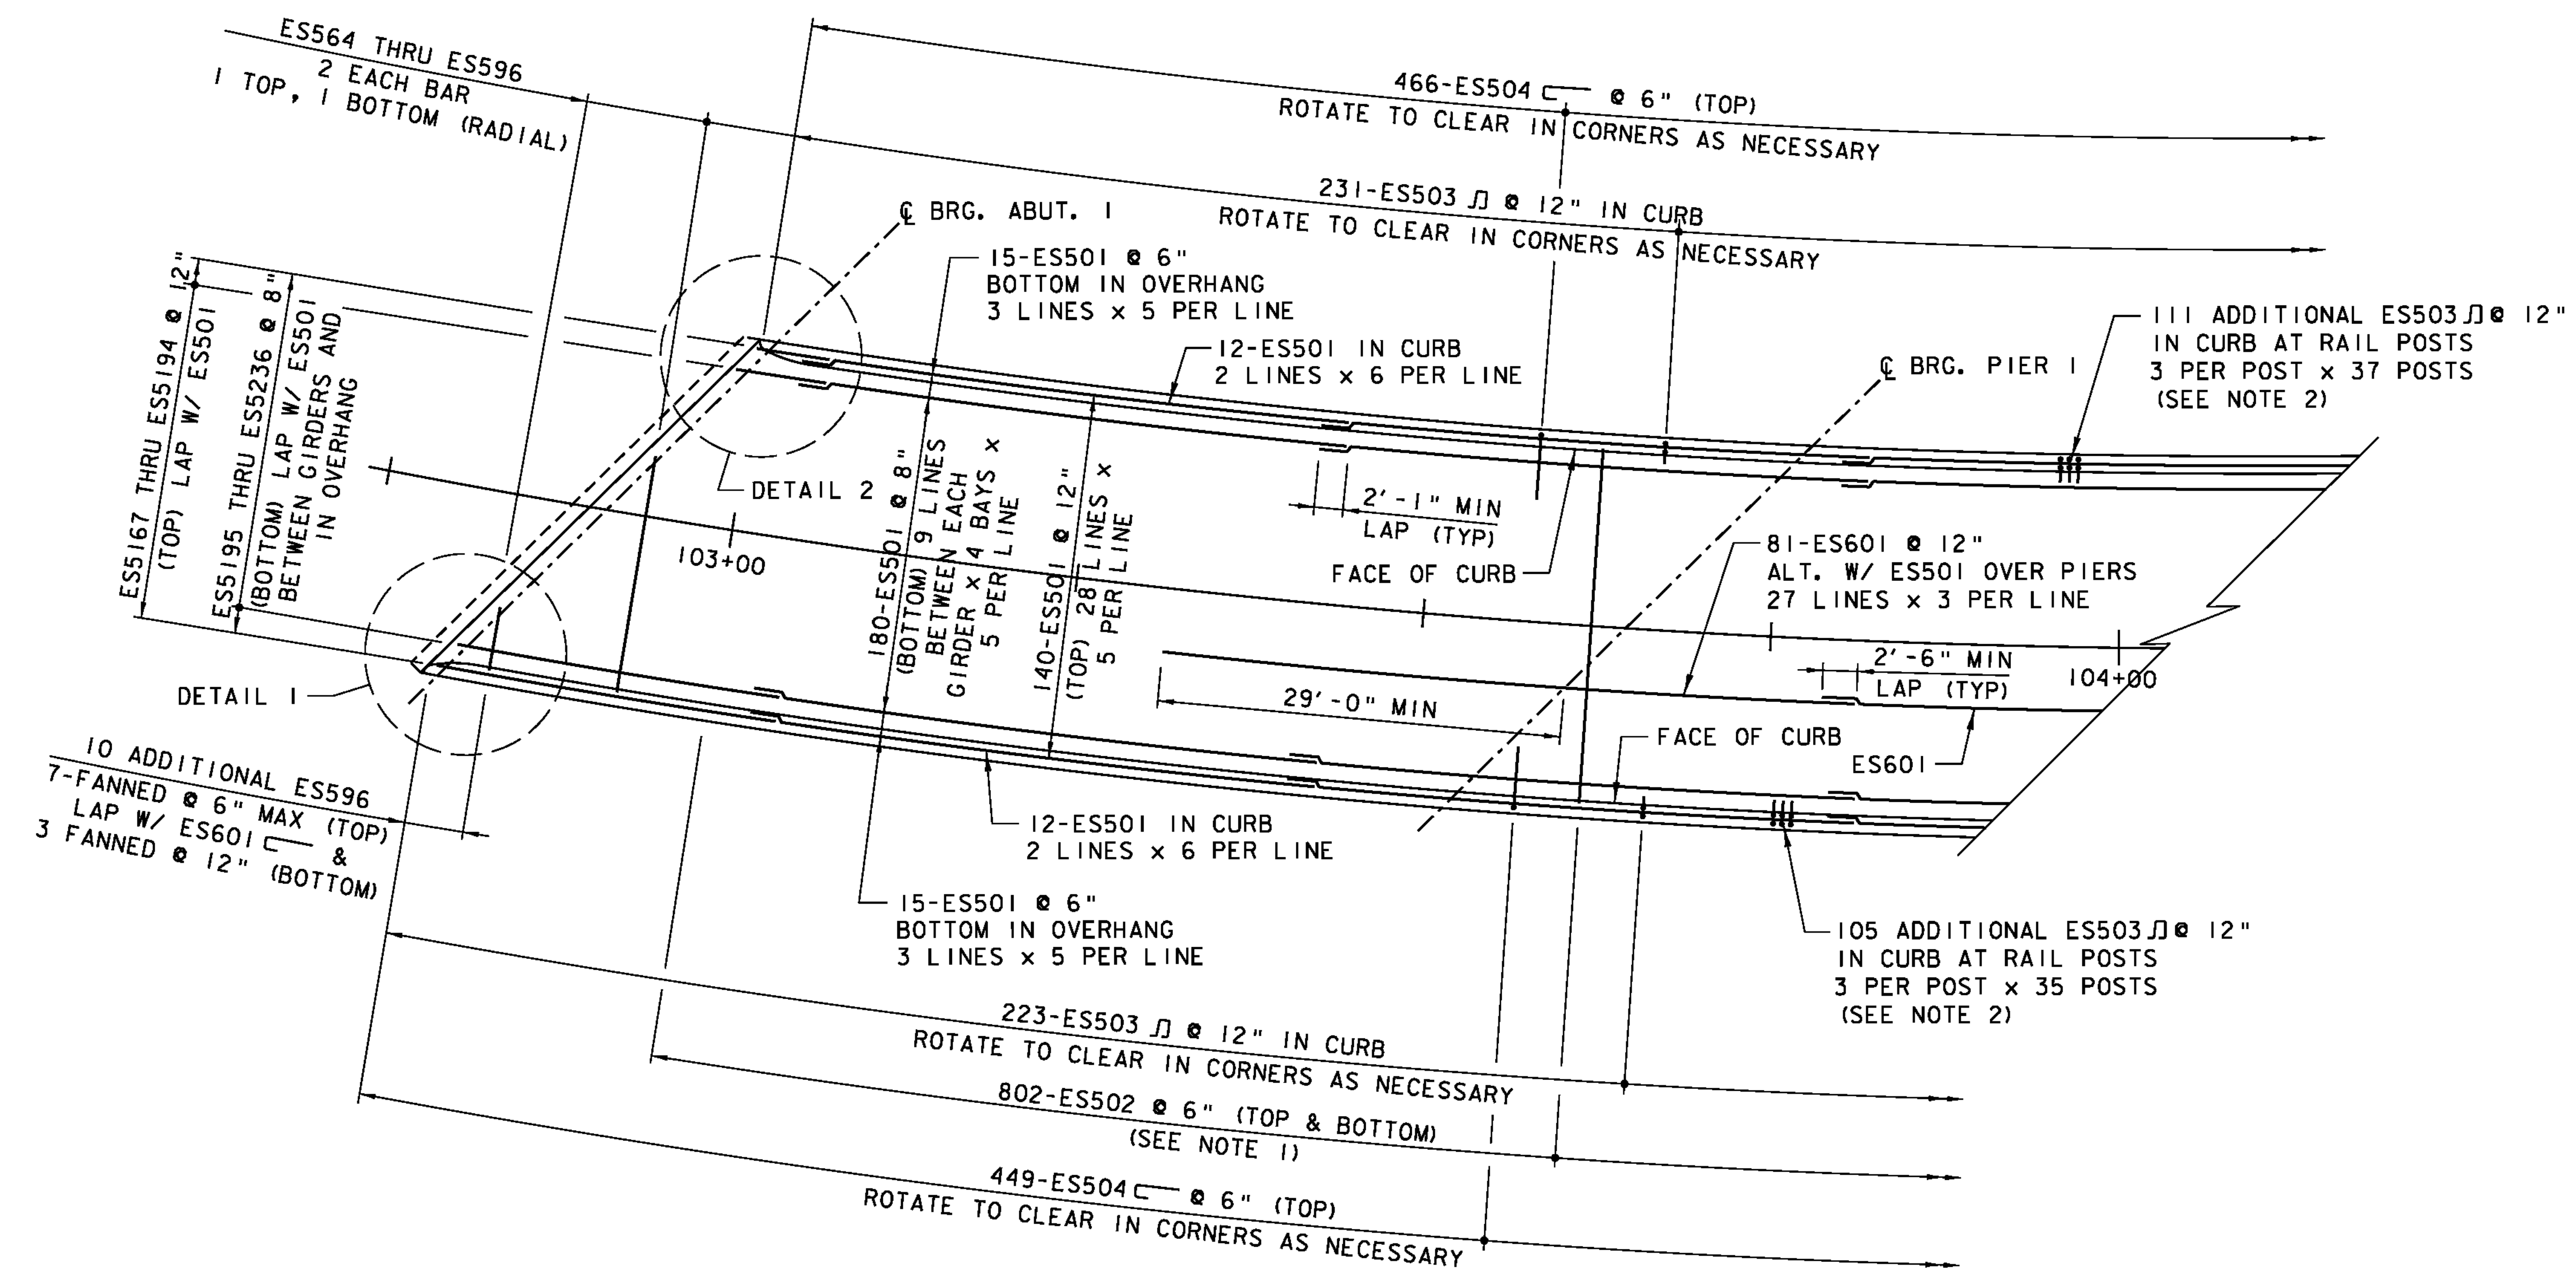 ES564 THRU ES596
2 EACH BAR
1 TOP, 1 BOTTOM (RADIAL)
466-ES504 @ 6" (TOP)
ROTATE TO CLEAR IN CORNERS AS NECESSARY
231-ES503 @ 12" IN CURB
ROTATE TO CLEAR IN CORNERS AS NECESSARY
℄ BRG. ABUT. 1
15-ES501 @ 6"
BOTTOM IN OVERHANG
3 LINES x 5 PER LINE
12-ES501 IN CURB
2 LINES x 6 PER LINE
℄ BRG. PIER 1
111 ADDITIONAL ES503 @ 12"
IN CURB AT RAIL POSTS
3 PER POST x 37 POSTS
(SEE NOTE 2)
ES5167 THRU ES5194 @ 12"
(TOP) LAP W/ ES501
ES5195 THRU ES5236 @ 8"
(BOTTOM) LAP W/ ES501
BETWEEN GIRDERS AND
IN OVERHANG
DETAIL 2
103+00
180-ES501 @ 8"
(BOTTOM) 9 LINES
BETWEEN EACH
GIRDER x 4 BAYS x
5 PER LINE
140-ES501 @ 12"
(TOP) 28 LINES x
5 PER LINE
2'-1" MIN
LAP (TYP)
FACE OF CURB
81-ES601 @ 12"
ALT. W/ ES501 OVER PIERS
27 LINES x 3 PER LINE
2'-6" MIN
LAP (TYP)
104+00
29'-0" MIN
FACE OF CURB
ES601
DETAIL 1
10 ADDITIONAL ES596
7-FANNED @ 6" MAX (TOP)
LAP W/ ES601 &
3 FANNED @ 12" (BOTTOM)
12-ES501 IN CURB
2 LINES x 6 PER LINE
15-ES501 @ 6"
BOTTOM IN OVERHANG
3 LINES x 5 PER LINE
105 ADDITIONAL ES503 @ 12"
IN CURB AT RAIL POSTS
3 PER POST x 35 POSTS
(SEE NOTE 2)
223-ES503 @ 12" IN CURB
ROTATE TO CLEAR IN CORNERS AS NECESSARY
802-ES502 @ 6" (TOP & BOTTOM)
(SEE NOTE 1)
449-ES504 @ 6" (TOP)
ROTATE TO CLEAR IN CORNERS AS NECESSARY